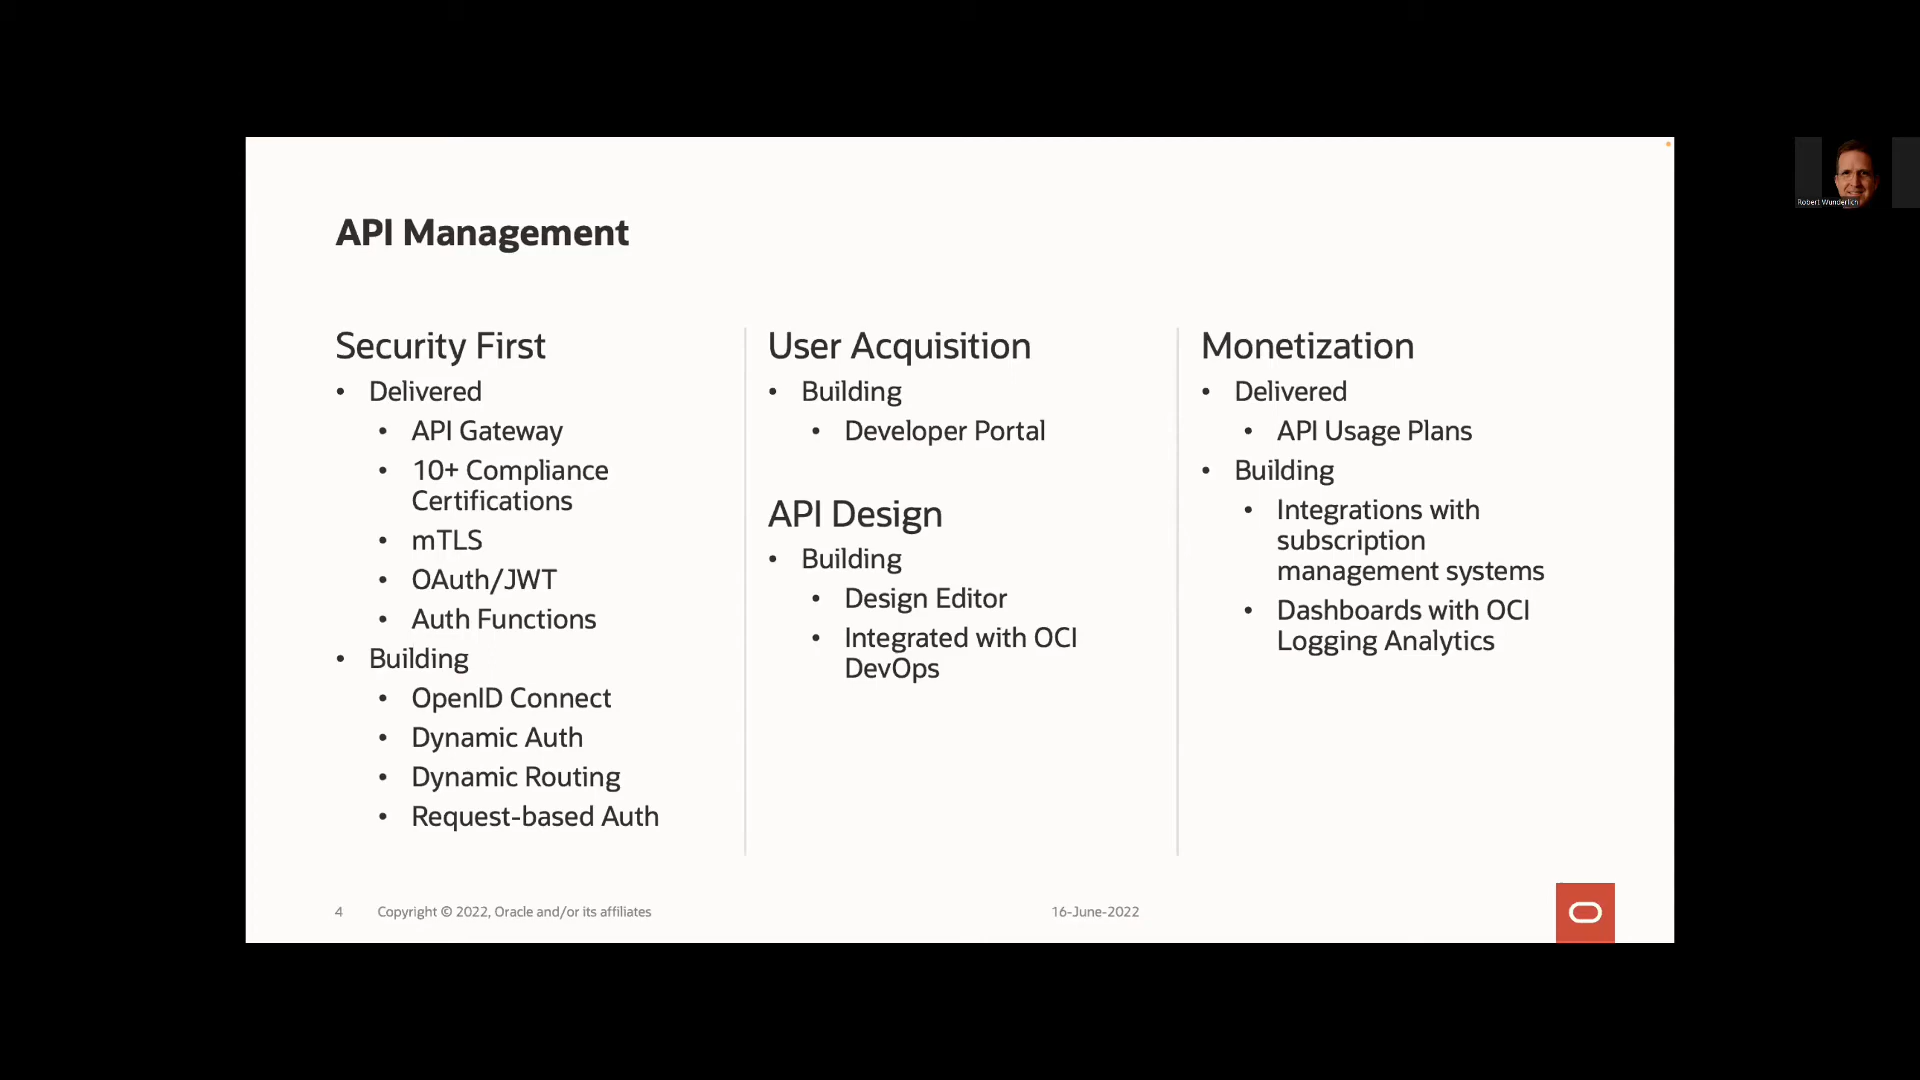 API Management
Security First
• Delivered
• API Gateway
• 10+ Compliance
Certifications
• mTLS
• OAuth/JWT
• Auth Functions
• Building
• OpenID Connect
• Dynamic Auth
• Dynamic Routing
• Request-based Auth
User Acquisition
• Building
• Developer Portal
API Design
• Building
• Design Editor
• Integrated with OCI
DevOps
Monetization
• Delivered
• API Usage Plans
• Building
• Integrations with
subscription
management systems
• Dashboards with OCI
Logging Analytics
4 Copyright © 2022, Oracle and/or its affiliates
16-June-2022
Robert Wunderlich